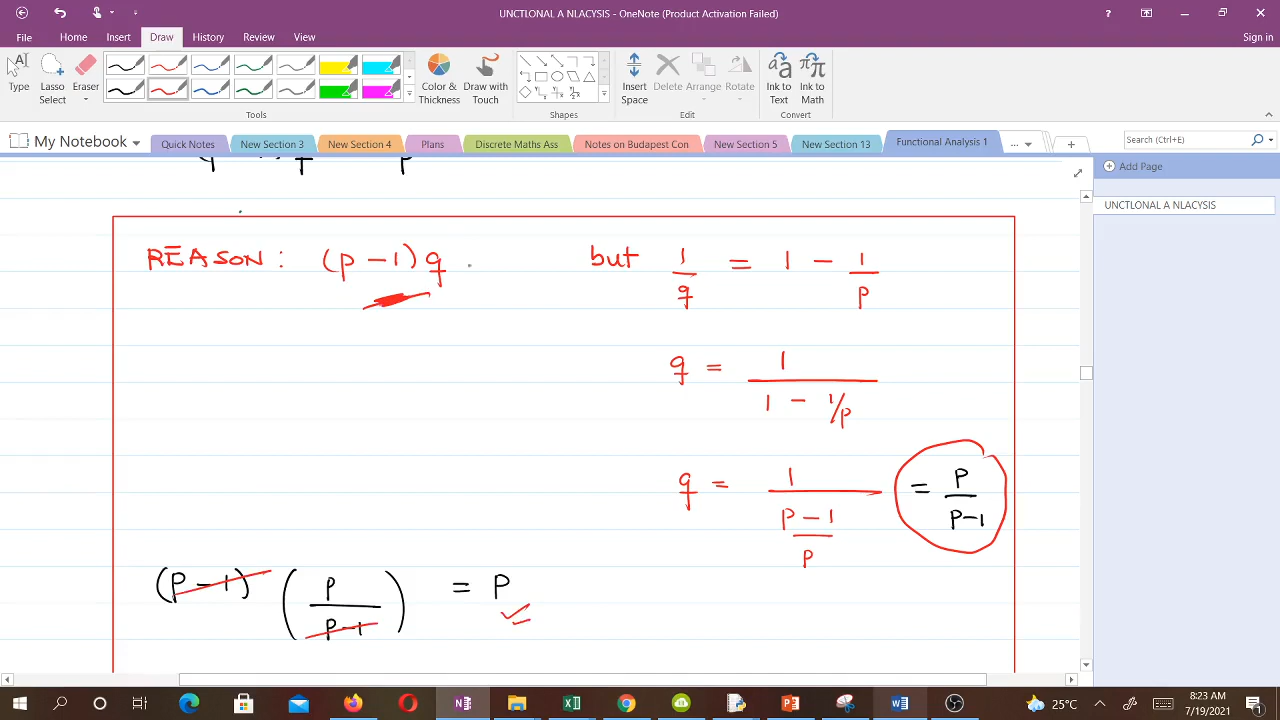 UNCTLONAL A NLACYSIS - OneNote (Product Activation Failed)
File Home Insert Draw History Review View
Sign in
Type
Lasso Select
Eraser
Color & Thickness
Draw with Touch
Insert Space
Delete Arrange Rotate
Ink to Text
Ink to Math
Tools
Shapes
Edit
Convert
My Notebook
Quick Notes
New Section 3
New Section 4
Plans
Discrete Maths Ass
Notes on Budapest Con
New Section 5
New Section 13
Functional Analysis 1
...
Search (Ctrl+E)
Add Page
UNCTLONAL A NLACYSIS
REASON : (p-1)q but 1/q = 1 - 1/p
q = 1/(1 - 1/p)
q = 1/((p-1)/p) = p/(p-1)
(p-1) (p/(p-1)) = p
25°C
8:23 AM
7/19/2021